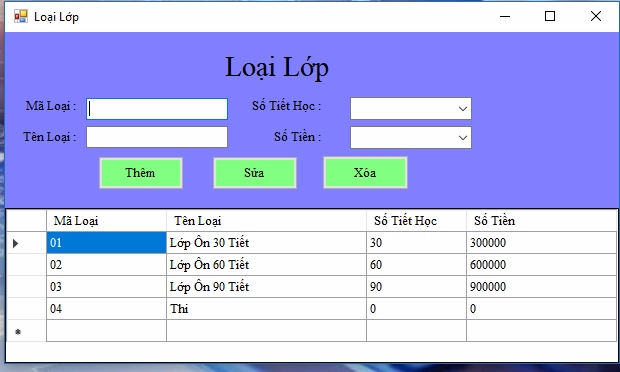 Loại Lớp
Loại Lớp
Mã Loại : Số Tiết Học :
Tên Loại : Số Tiền :
Thêm Sửa Xóa
Mã Loại Tên Loại Số Tiết Học Số Tiền
01 Lớp Ôn 30 Tiết 30 300000
02 Lớp Ôn 60 Tiết 60 600000
03 Lớp Ôn 90 Tiết 90 900000
04 Thi 0 0